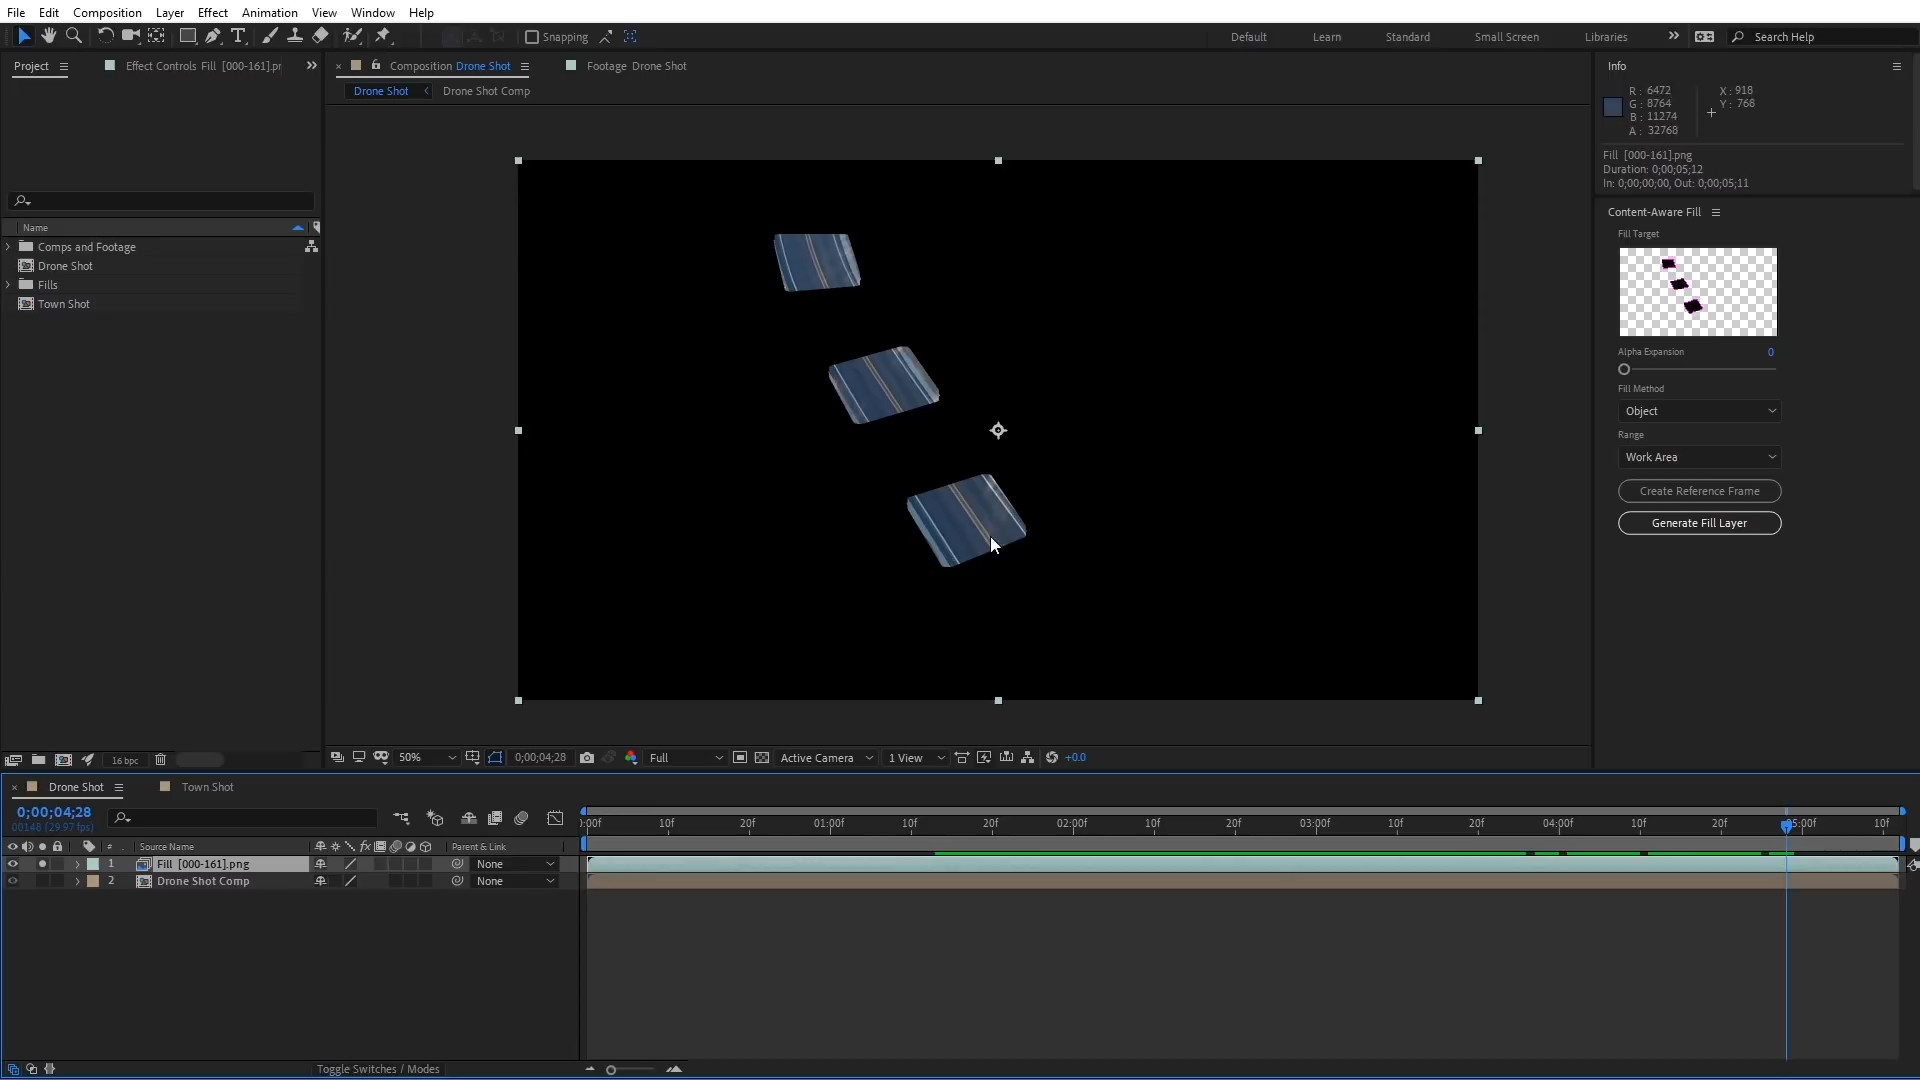 File Edit Composition Layer Effect Animation View Window Help
Snapping
Default Learn Standard Small Screen Libraries Search Help
Project
Effect Controls Fill [000-161].pr
Composition Drone Shot
Footage Drone Shot
Drone Shot
Drone Shot Comp
Name
Comps and Footage
Drone Shot
Fills
Town Shot
Info
R : 6472
G : 8764
B : 11274
A : 32768
X : 918
Y : 768
Fill [000-161].png
Duration: 0;00;05;12
In: 0;00;00;00, Out: 0;00;05;11
Content-Aware Fill
Fill Target
Alpha Expansion 0
Fill Method
Object
Range
Work Area
Create Reference Frame
Generate Fill Layer
16 bpc
50%
0;00;04;28
Full
Active Camera
1 View
+0.0
Drone Shot
Town Shot
0;00;04;28
00148 (29.97 fps)
:00f 10f 20f 01:00f 10f 20f 02:00f 10f 20f 03:00f 10f 20f 04:00f 10f 20f 05:00f 10f
# Source Name
fx
Parent & Link
1 Fill [000-161].png None
2 Drone Shot Comp None
Toggle Switches / Modes